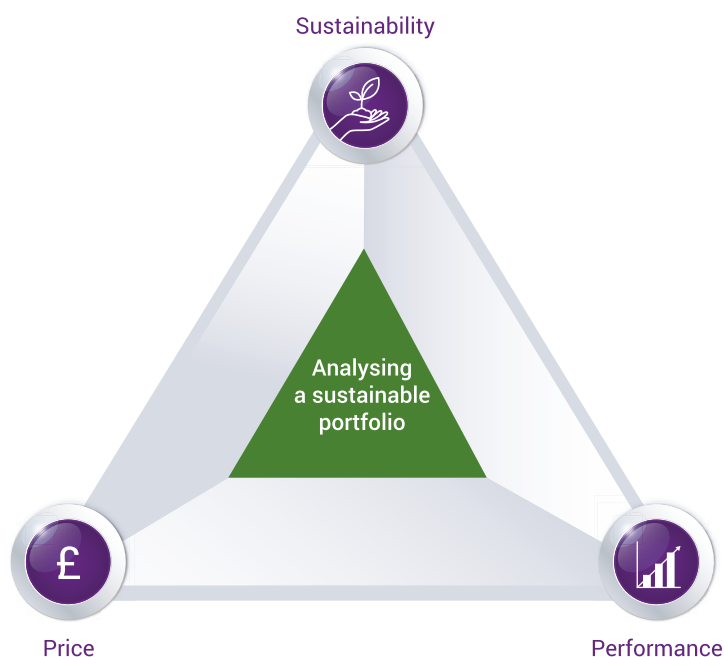 Sustainability
Analysing
a sustainable
portfolio
£
Price
Performance